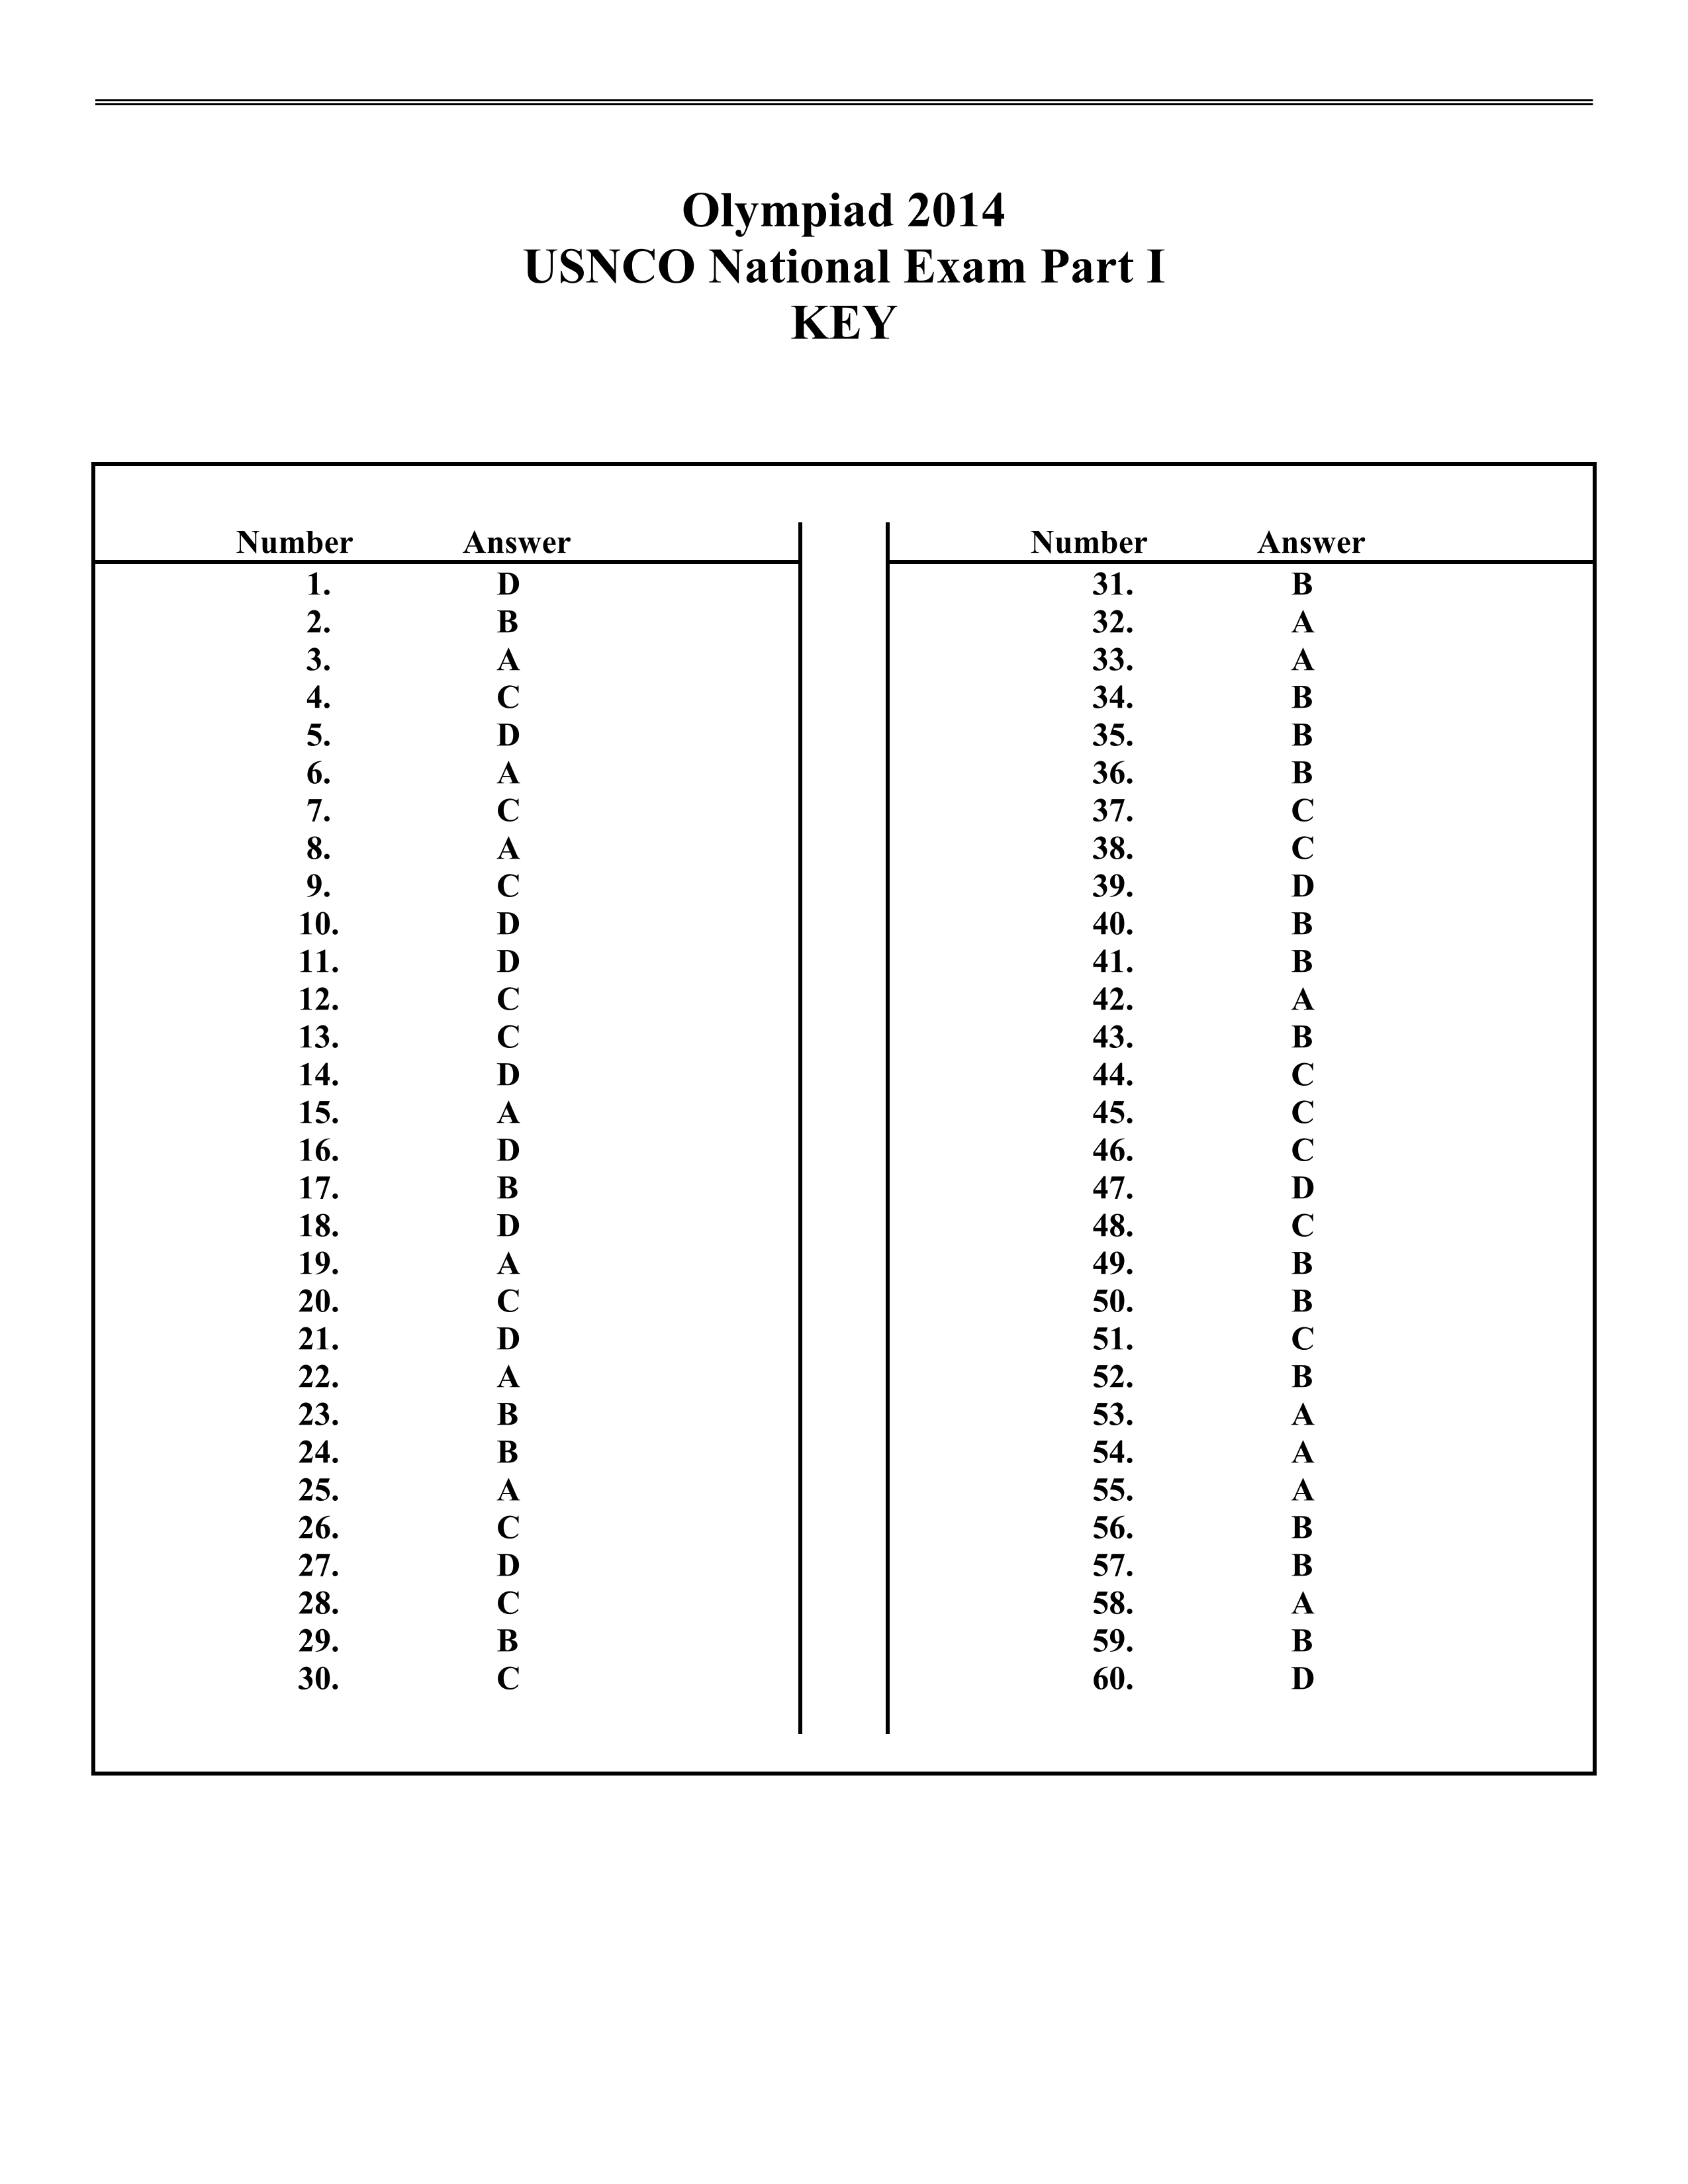 Olympiad 2014
USNCO National Exam Part I
KEY
Number Answer
1. D
2. B
3. A
4. C
5. D
6. A
7. C
8. A
9. C
10. D
11. D
12. C
13. C
14. D
15. A
16. D
17. B
18. D
19. A
20. C
21. D
22. A
23. B
24. B
25. A
26. C
27. D
28. C
29. B
30. C
Number Answer
31. B
32. A
33. A
34. B
35. B
36. B
37. C
38. C
39. D
40. B
41. B
42. A
43. B
44. C
45. C
46. C
47. D
48. C
49. B
50. B
51. C
52. B
53. A
54. A
55. A
56. B
57. B
58. A
59. B
60. D